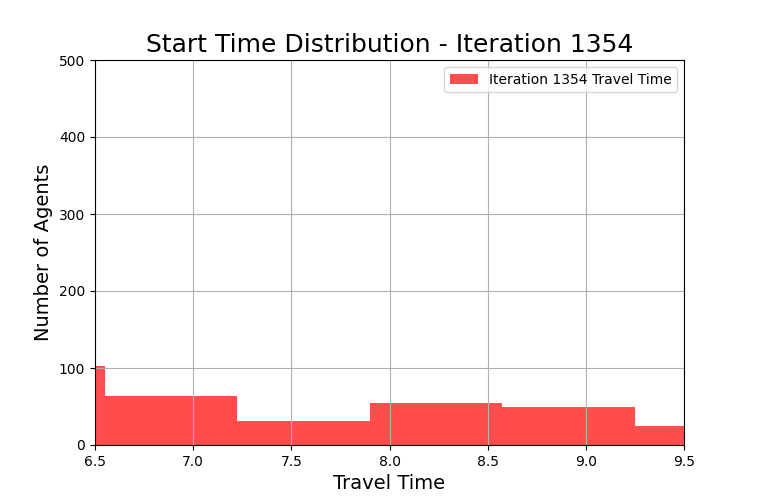 Start Time Distribution - Iteration 1354
Iteration 1354 Travel Time
Number of Agents
500
400
300
200
100
0
6.5 7.0 7.5 8.0 8.5 9.0 9.5
Travel Time